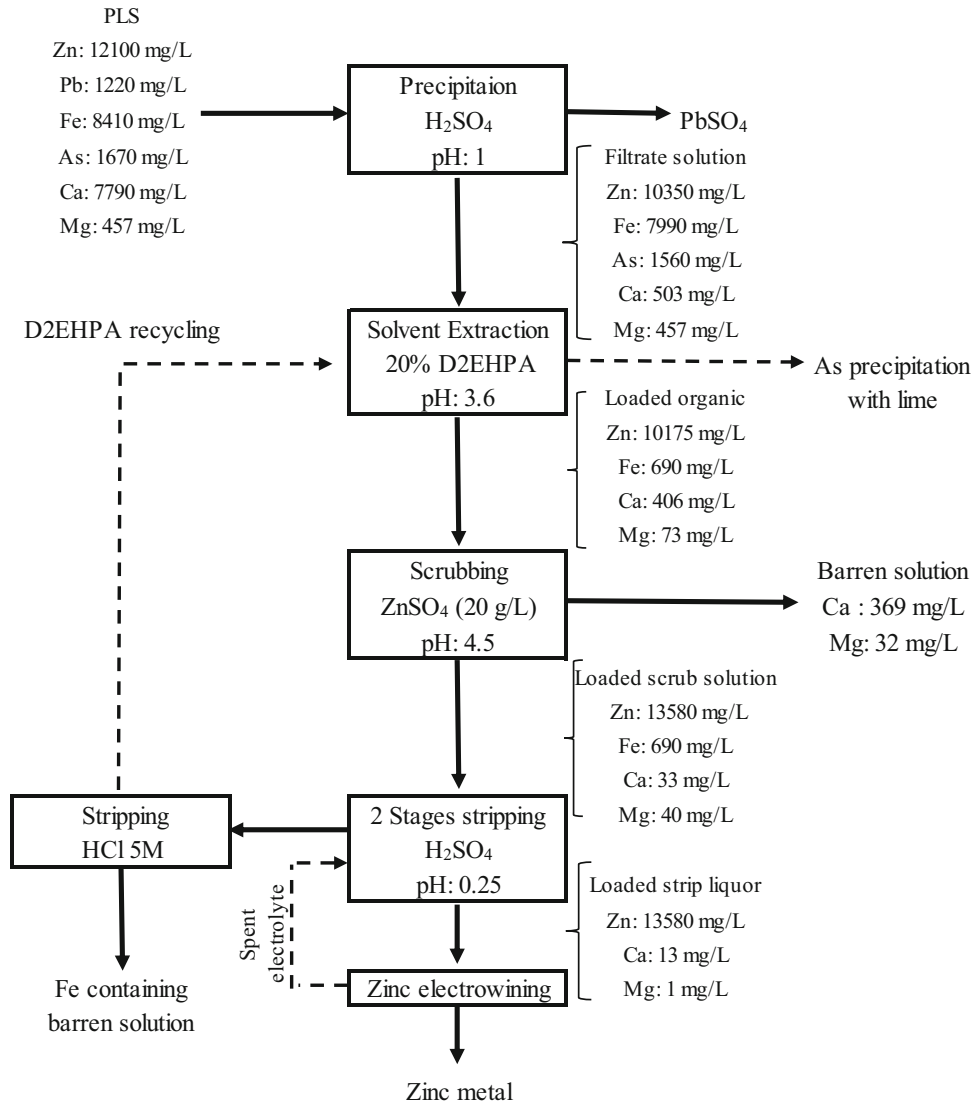 PLS
Zn: 12100 mg/L
Pb: 1220 mg/L
Fe: 8410 mg/L
As: 1670 mg/L
Ca: 7790 mg/L
Mg: 457 mg/L
Precipitaion
H₂SO₄
pH: 1
PbSO₄
Filtrate solution
Zn: 10350 mg/L
Fe: 7990 mg/L
As: 1560 mg/L
Ca: 503 mg/L
Mg: 457 mg/L
D2EHPA recycling
Solvent Extraction
20% D2EHPA
pH: 3.6
As precipitation
with lime
Loaded organic
Zn: 10175 mg/L
Fe: 690 mg/L
Ca: 406 mg/L
Mg: 73 mg/L
Scrubbing
ZnSO₄ (20 g/L)
pH: 4.5
Barren solution
Ca : 369 mg/L
Mg: 32 mg/L
Loaded scrub solution
Zn: 13580 mg/L
Fe: 690 mg/L
Ca: 33 mg/L
Mg: 40 mg/L
Stripping
HCl 5M
2 Stages stripping
H₂SO₄
pH: 0.25
Loaded strip liquor
Zn: 13580 mg/L
Ca: 13 mg/L
Mg: 1 mg/L
Spent
electrolyte
Fe containing
barren solution
Zinc electrowining
Zinc metal